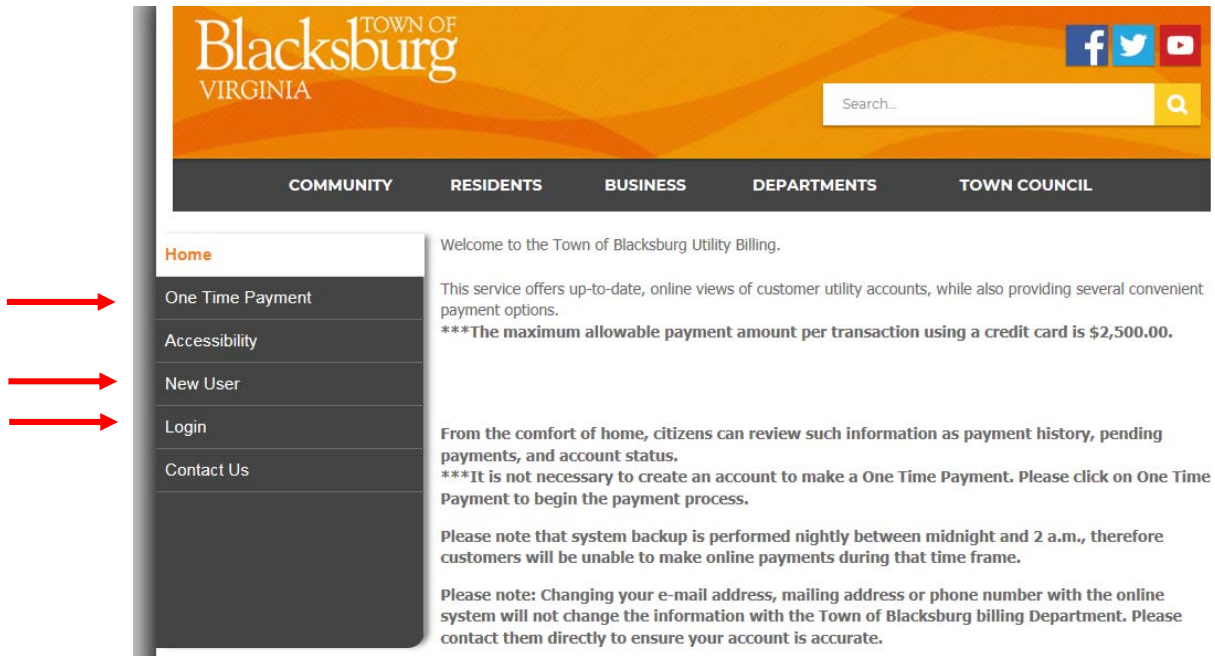 TOWN OF
Blacksburg
VIRGINIA
Search...
COMMUNITY RESIDENTS BUSINESS DEPARTMENTS TOWN COUNCIL
Home
One Time Payment
Accessibility
New User
Login
Contact Us
Welcome to the Town of Blacksburg Utility Billing.
This service offers up-to-date, online views of customer utility accounts, while also providing several convenient
payment options.
***The maximum allowable payment amount per transaction using a credit card is $2,500.00.
From the comfort of home, citizens can review such information as payment history, pending
payments, and account status.
***It is not necessary to create an account to make a One Time Payment. Please click on One Time
Payment to begin the payment process.
Please note that system backup is performed nightly between midnight and 2 a.m., therefore
customers will be unable to make online payments during that time frame.
Please note: Changing your e-mail address, mailing address or phone number with the online
system will not change the information with the Town of Blacksburg billing Department. Please
contact them directly to ensure your account is accurate.